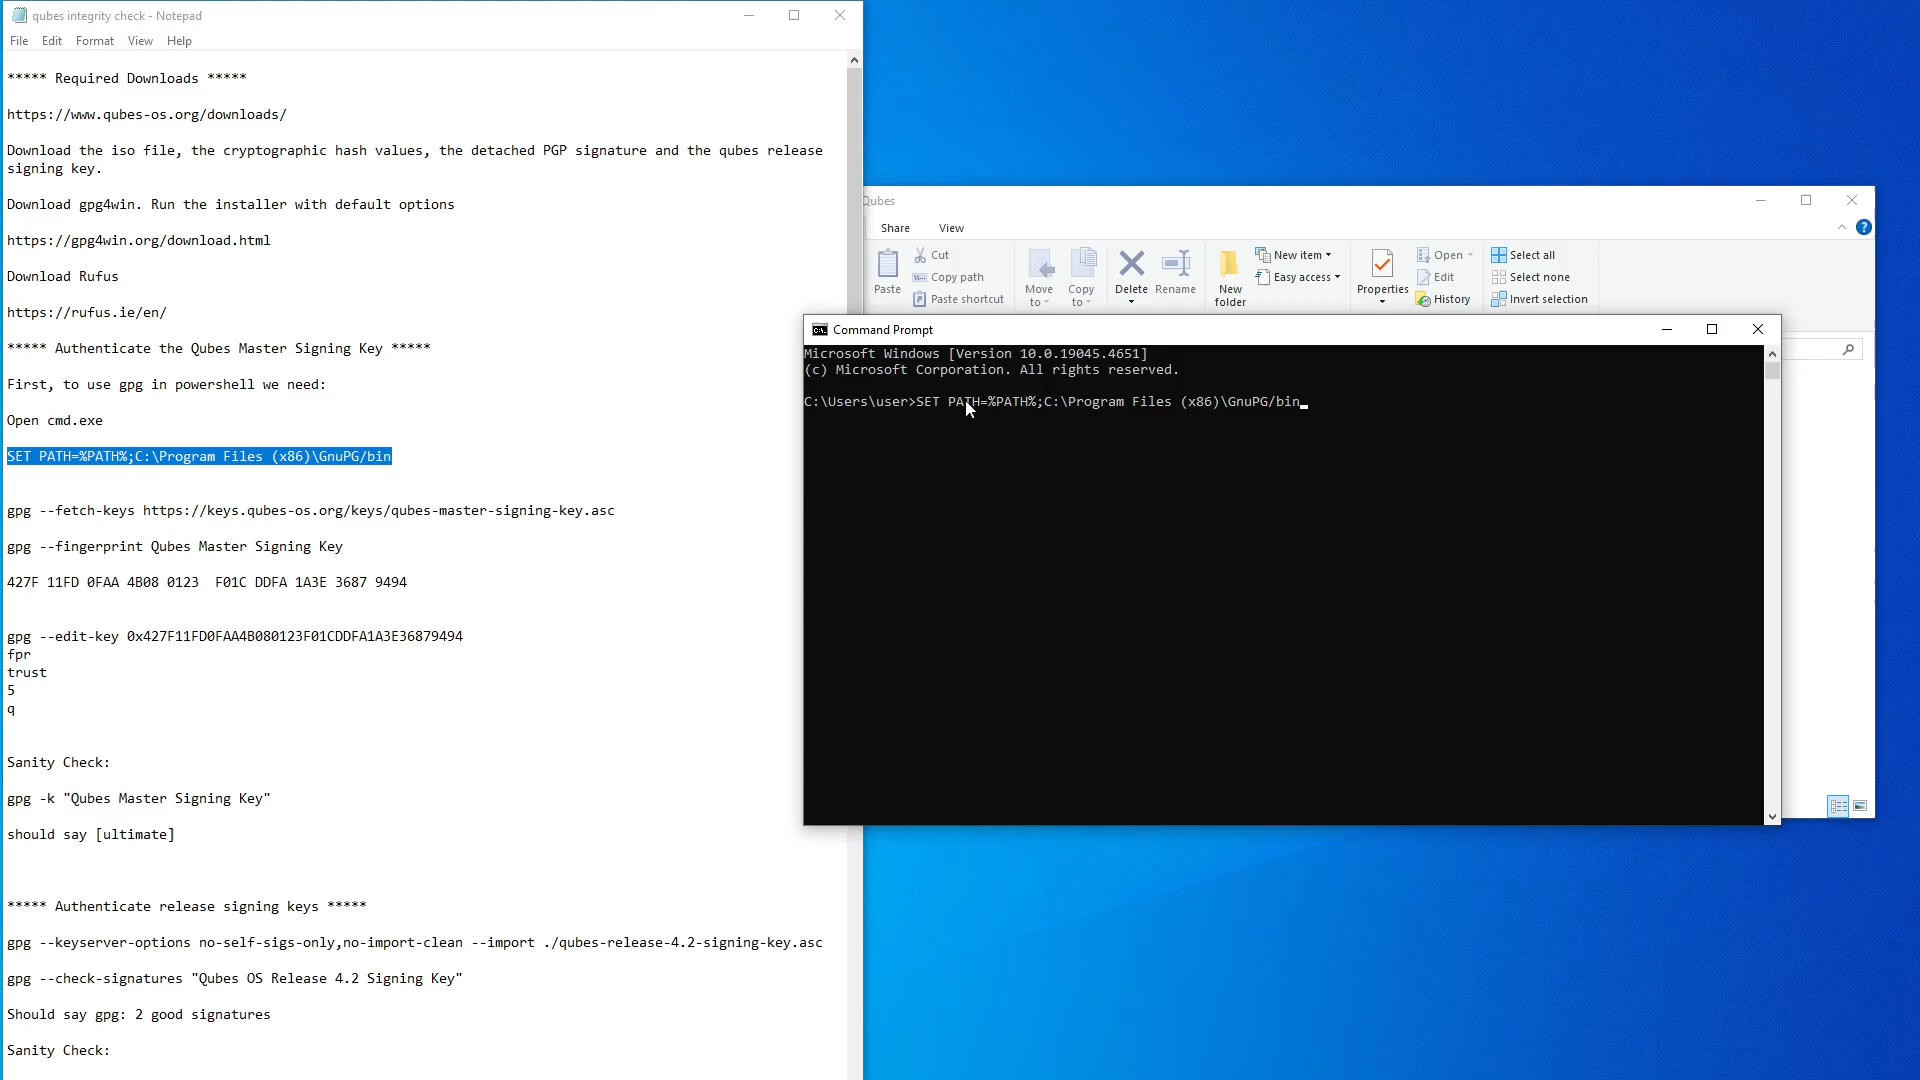 qubes integrity check - Notepad
File Edit Format View Help
***** Required Downloads *****
https://www.qubes-os.org/downloads/
Download the iso file, the cryptographic hash values, the detached PGP signature and the qubes release
signing key.
Download gpg4win. Run the installer with default options
https://gpg4win.org/download.html
Download Rufus
https://rufus.ie/en/
***** Authenticate the Qubes Master Signing Key *****
First, to use gpg in powershell we need:
Open cmd.exe
SET PATH=%PATH%;C:\Program Files (x86)\GnuPG/bin
gpg --fetch-keys https://keys.qubes-os.org/keys/qubes-master-signing-key.asc
gpg --fingerprint Qubes Master Signing Key
427F 11FD 0FAA 4B08 0123  F01C DDFA 1A3E 3687 9494
gpg --edit-key 0x427F11FD0FAA4B080123F01CDDFA1A3E36879494
fpr
trust
5
q
Sanity Check:
gpg -k "Qubes Master Signing Key"
should say [ultimate]
***** Authenticate release signing keys *****
gpg --keyserver-options no-self-sigs-only,no-import-clean --import ./qubes-release-4.2-signing-key.asc
gpg --check-signatures "Qubes OS Release 4.2 Signing Key"
Should say gpg: 2 good signatures
Sanity Check:
Qubes
Share View
Paste
Cut
Copy path
Paste shortcut
Move to
Copy to
Delete
Rename
New folder
New item
Easy access
Properties
Open
Edit
History
Select all
Select none
Invert selection
Command Prompt
Microsoft Windows [Version 10.0.19045.4651]
(c) Microsoft Corporation. All rights reserved.
C:\Users\user>SET PATH=%PATH%;C:\Program Files (x86)\GnuPG/bin